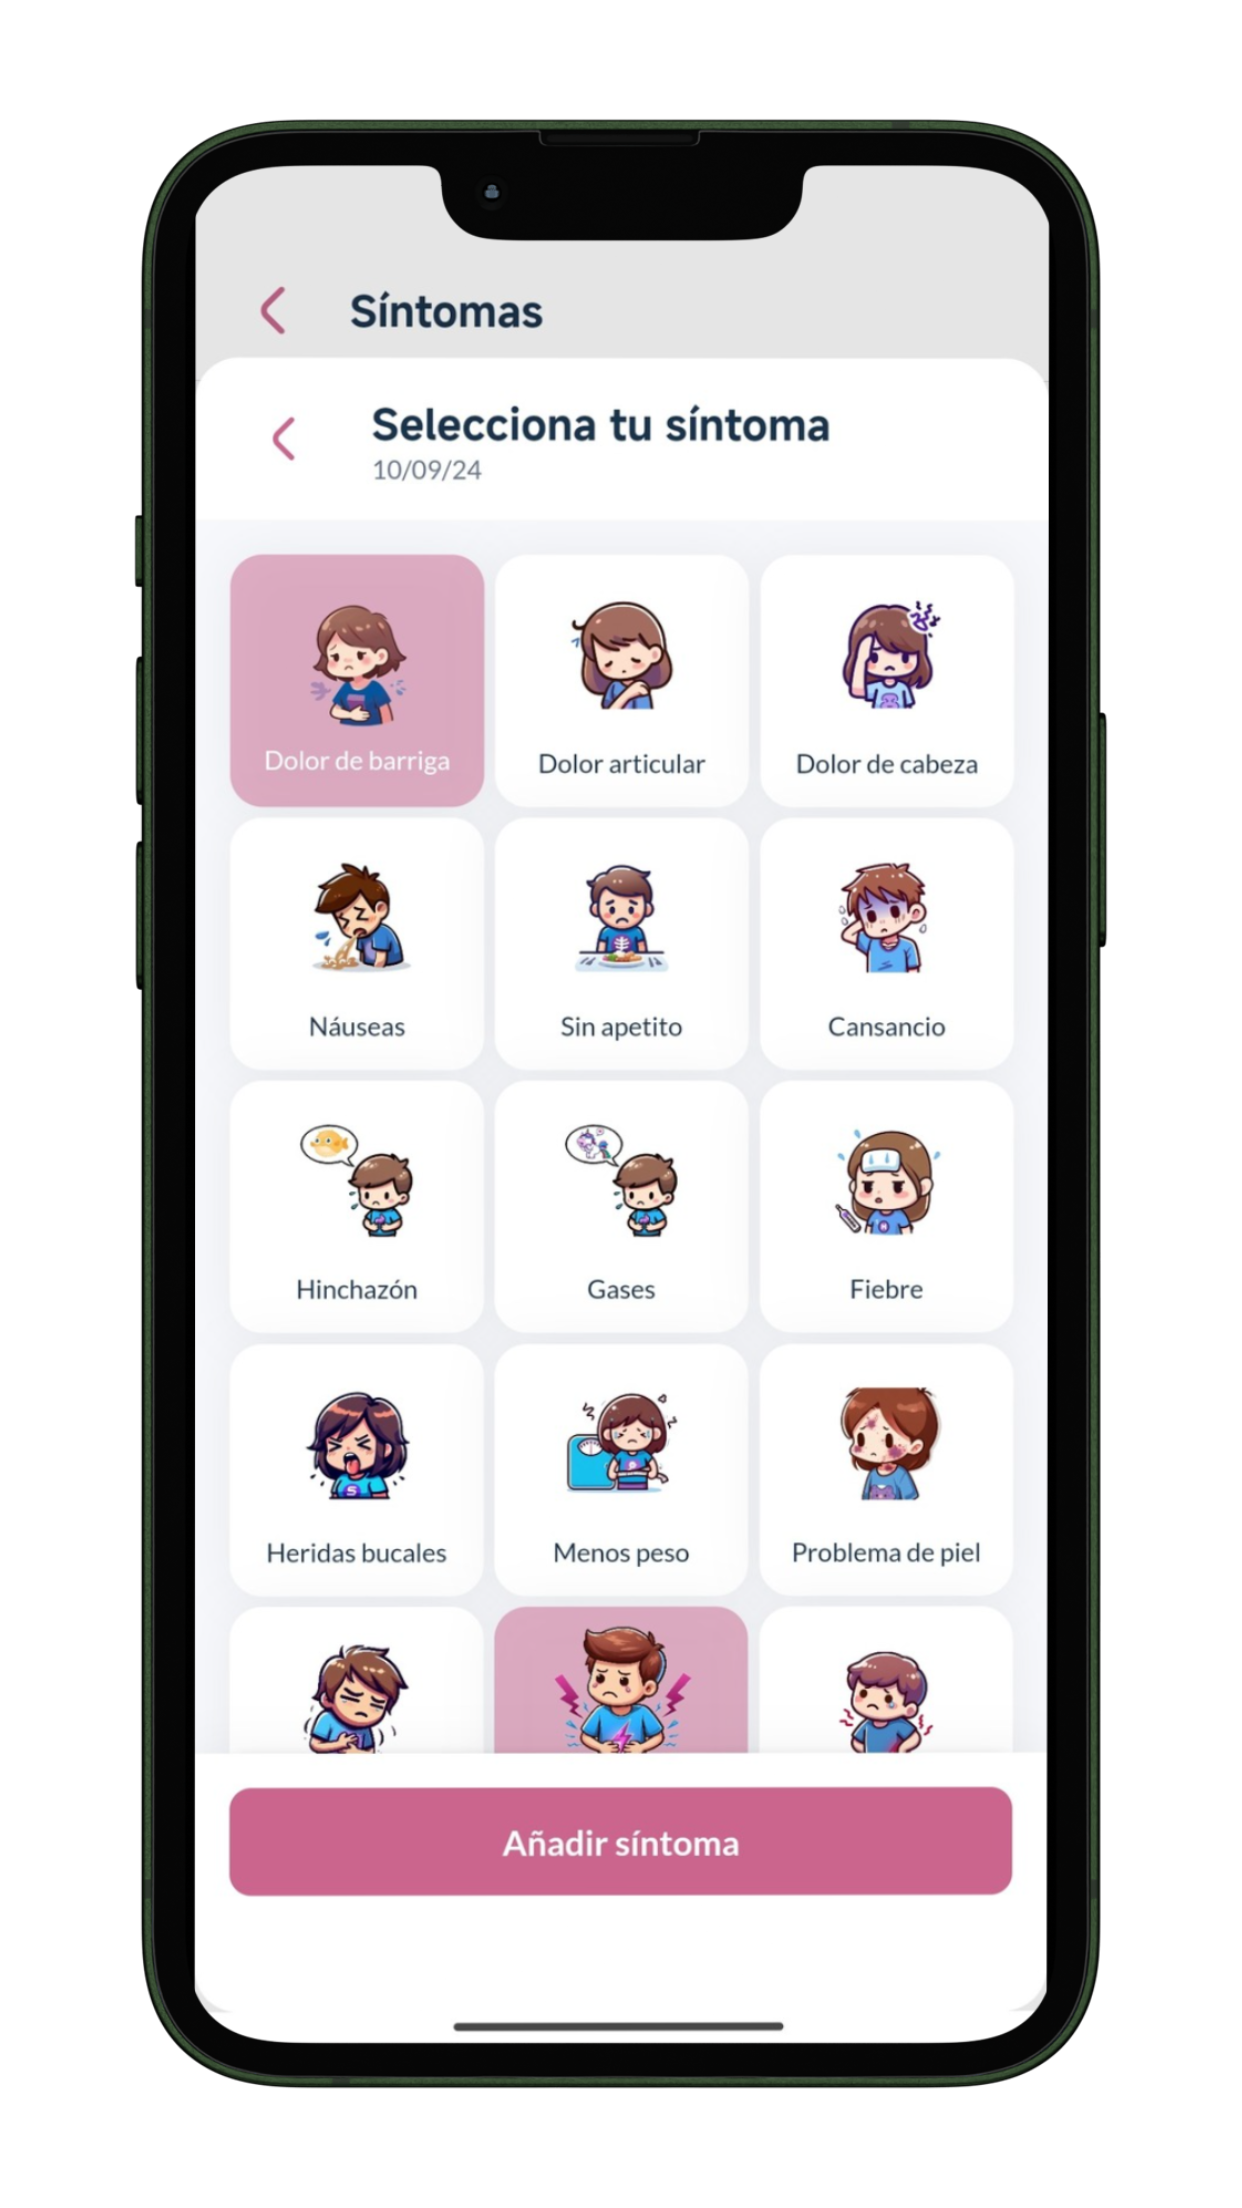 Síntomas
Selecciona tu síntoma
10/09/24
Dolor de barriga
Dolor articular
Dolor de cabeza
Náuseas
Sin apetito
Cansancio
Hinchazón
Gases
Fiebre
Heridas bucales
Menos peso
Problema de piel
Añadir síntoma